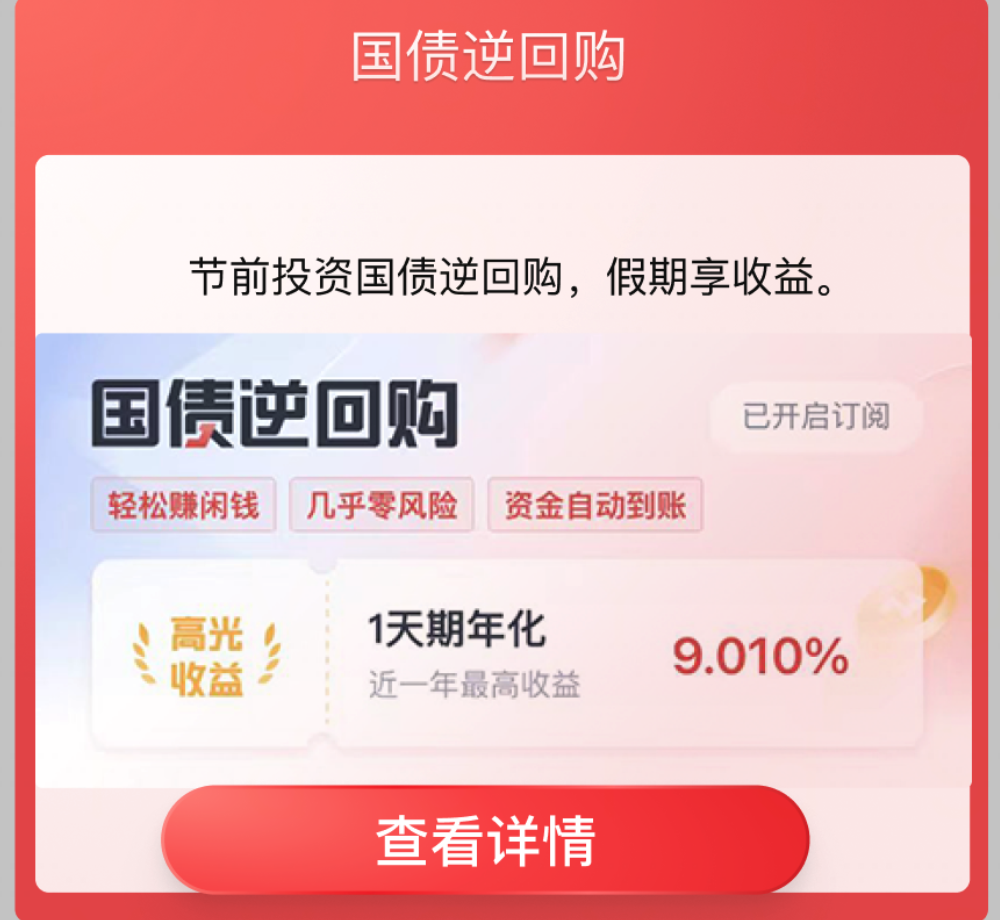 国债逆回购
节前投资国债逆回购，假期享收益。
国债逆回购
已开启订阅
轻松赚闲钱 几乎零风险 资金自动到账
高光
收益
1天期年化
近一年最高收益
9.010%
查看详情